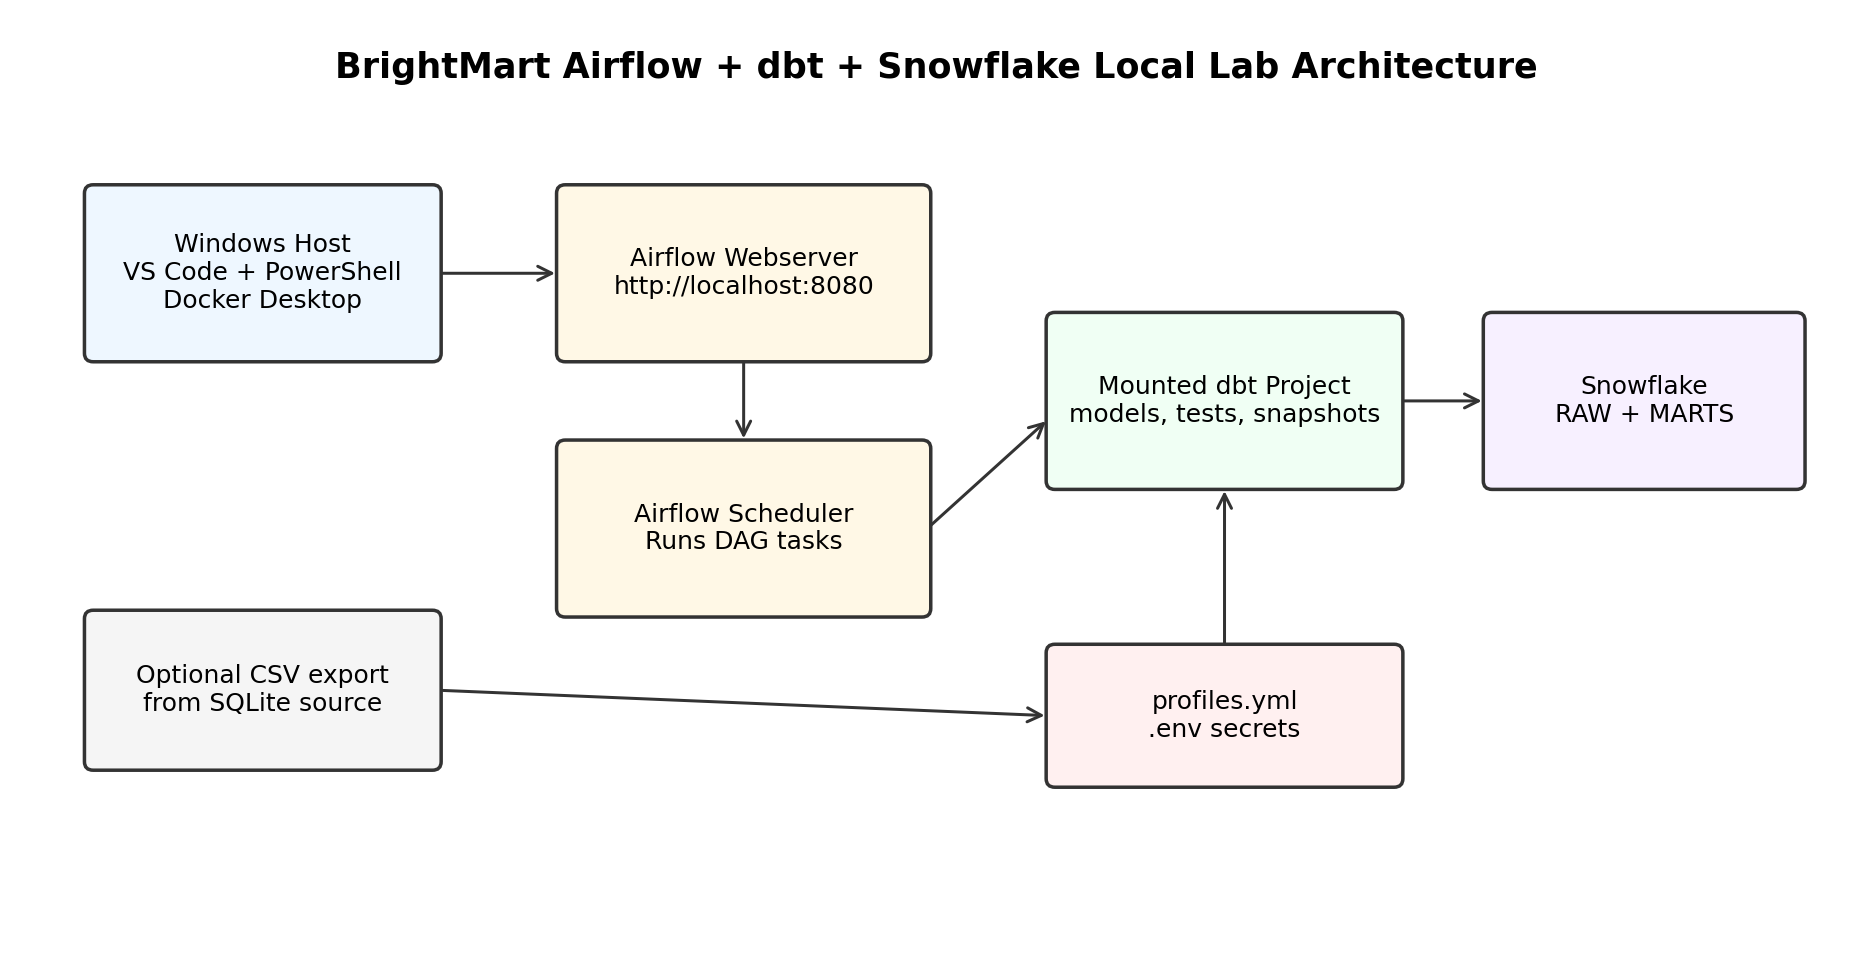 BrightMart Airflow + dbt + Snowflake Local Lab Architecture
Windows Host
VS Code + PowerShell
Docker Desktop
Airflow Webserver
http://localhost:8080
Mounted dbt Project
models, tests, snapshots
Snowflake
RAW + MARTS
Airflow Scheduler
Runs DAG tasks
Optional CSV export
from SQLite source
profiles.yml
.env secrets